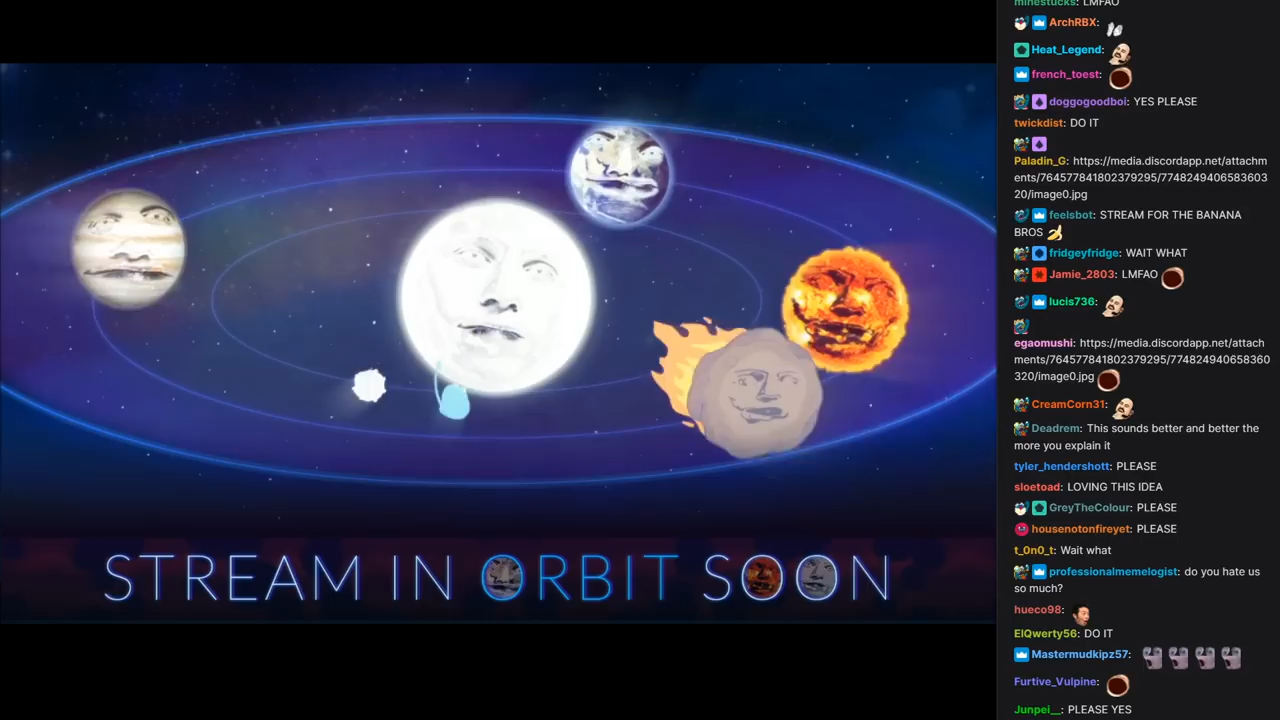 STREAM IN ORBIT SOON
minestucks: LMFAO
ArchRBX:
Heat_Legend:
french_toest:
doggogoodboi: YES PLEASE
twickdist: DO IT
Paladin_G: https://media.discordapp.net/attachm
ents/764577841802379295/7748249406583603
20/image0.jpg
feelsbot: STREAM FOR THE BANANA
BROS 🍌
fridgeyfridge: WAIT WHAT
Jamie_2803: LMFAO
lucis736:
egaomushi: https://media.discordapp.net/attach
ments/764577841802379295/774824940658360
320/image0.jpg
CreamCorn31:
Deadrem: This sounds better and better the
more you explain it
tyler_hendershott: PLEASE
sloetoad: LOVING THIS IDEA
GreyTheColour: PLEASE
housenotonfireyet: PLEASE
t_0n0_t: Wait what
professionalmemelogist: do you hate us
so much?
hueco98:
ElQwerty56: DO IT
Mastermudkipz57:
Furtive_Vulpine:
Junpei__: PLEASE YES